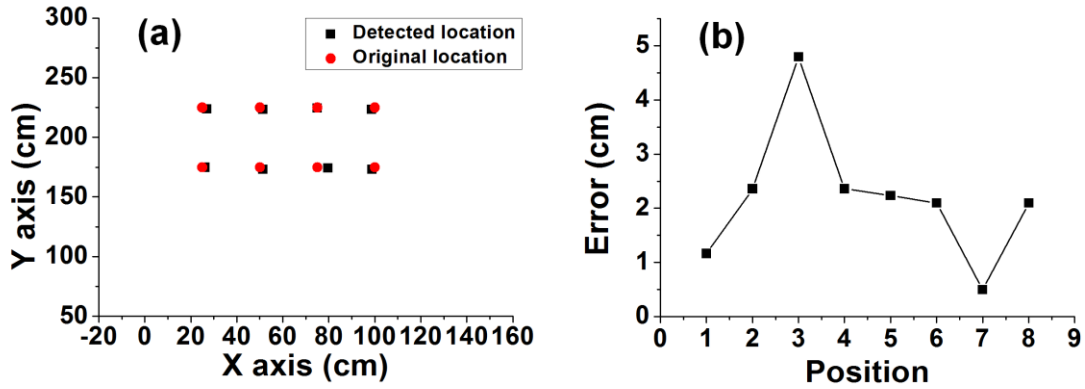 (a)
Detected location
Original location
300
250
200
150
100
50
Y axis (cm)
-20 0 20 40 60 80 100 120 140 160
X axis (cm)
(b)
5
4
3
2
1
0
Error (cm)
0 1 2 3 4 5 6 7 8 9
Position